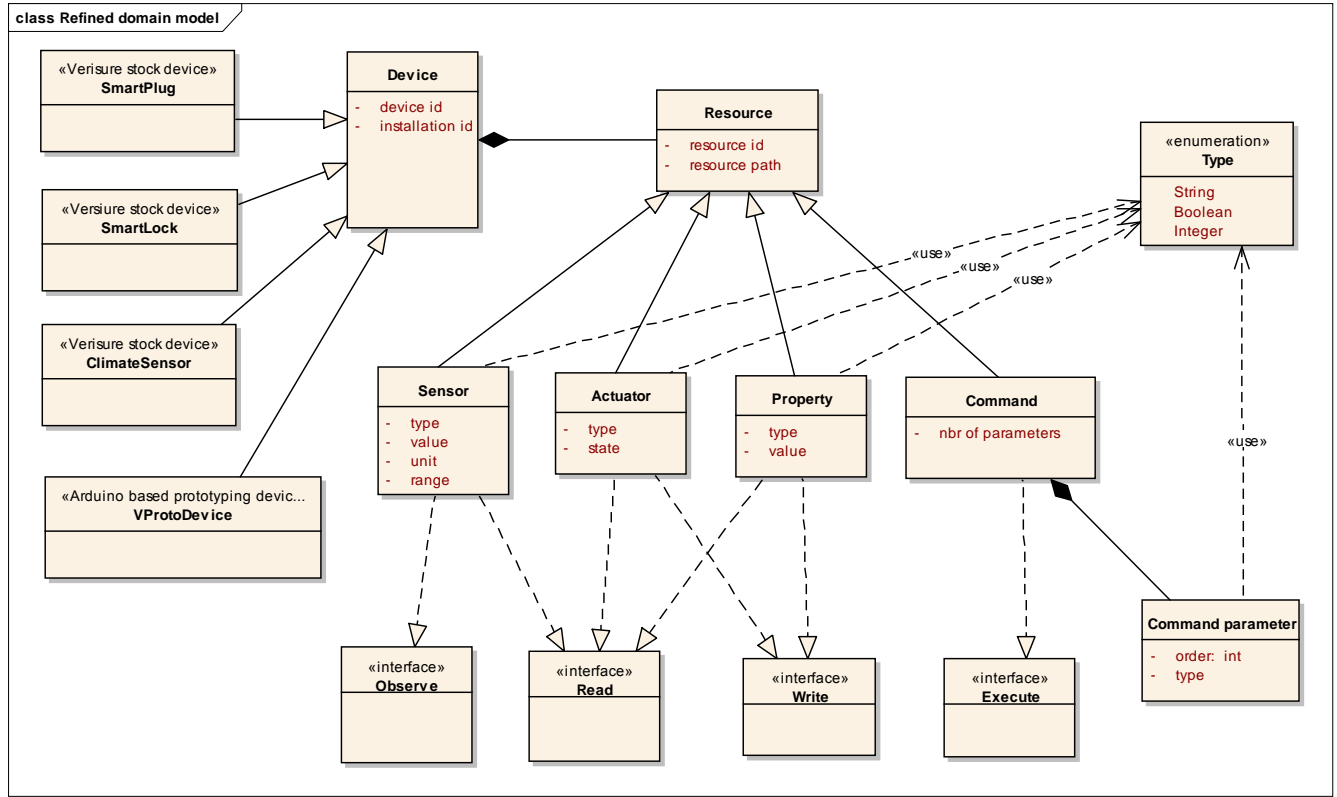 class Refined domain model
«Verisure stock device»
SmartPlug
Device
- device id
- installation id
Resource
- resource id
- resource path
«enumeration»
Type
String
Boolean
Integer
«Versiure stock device»
SmartLock
«Verisure stock device»
ClimateSensor
«Arduino based prototyping devic...
VProtoDevice
«use»
«use»
«use»
«use»
Sensor
- type
- value
- unit
- range
Actuator
- type
- state
Property
- type
- value
Command
- nbr of parameters
Command parameter
- order: int
- type
«interface»
Observe
«interface»
Read
«interface»
Write
«interface»
Execute